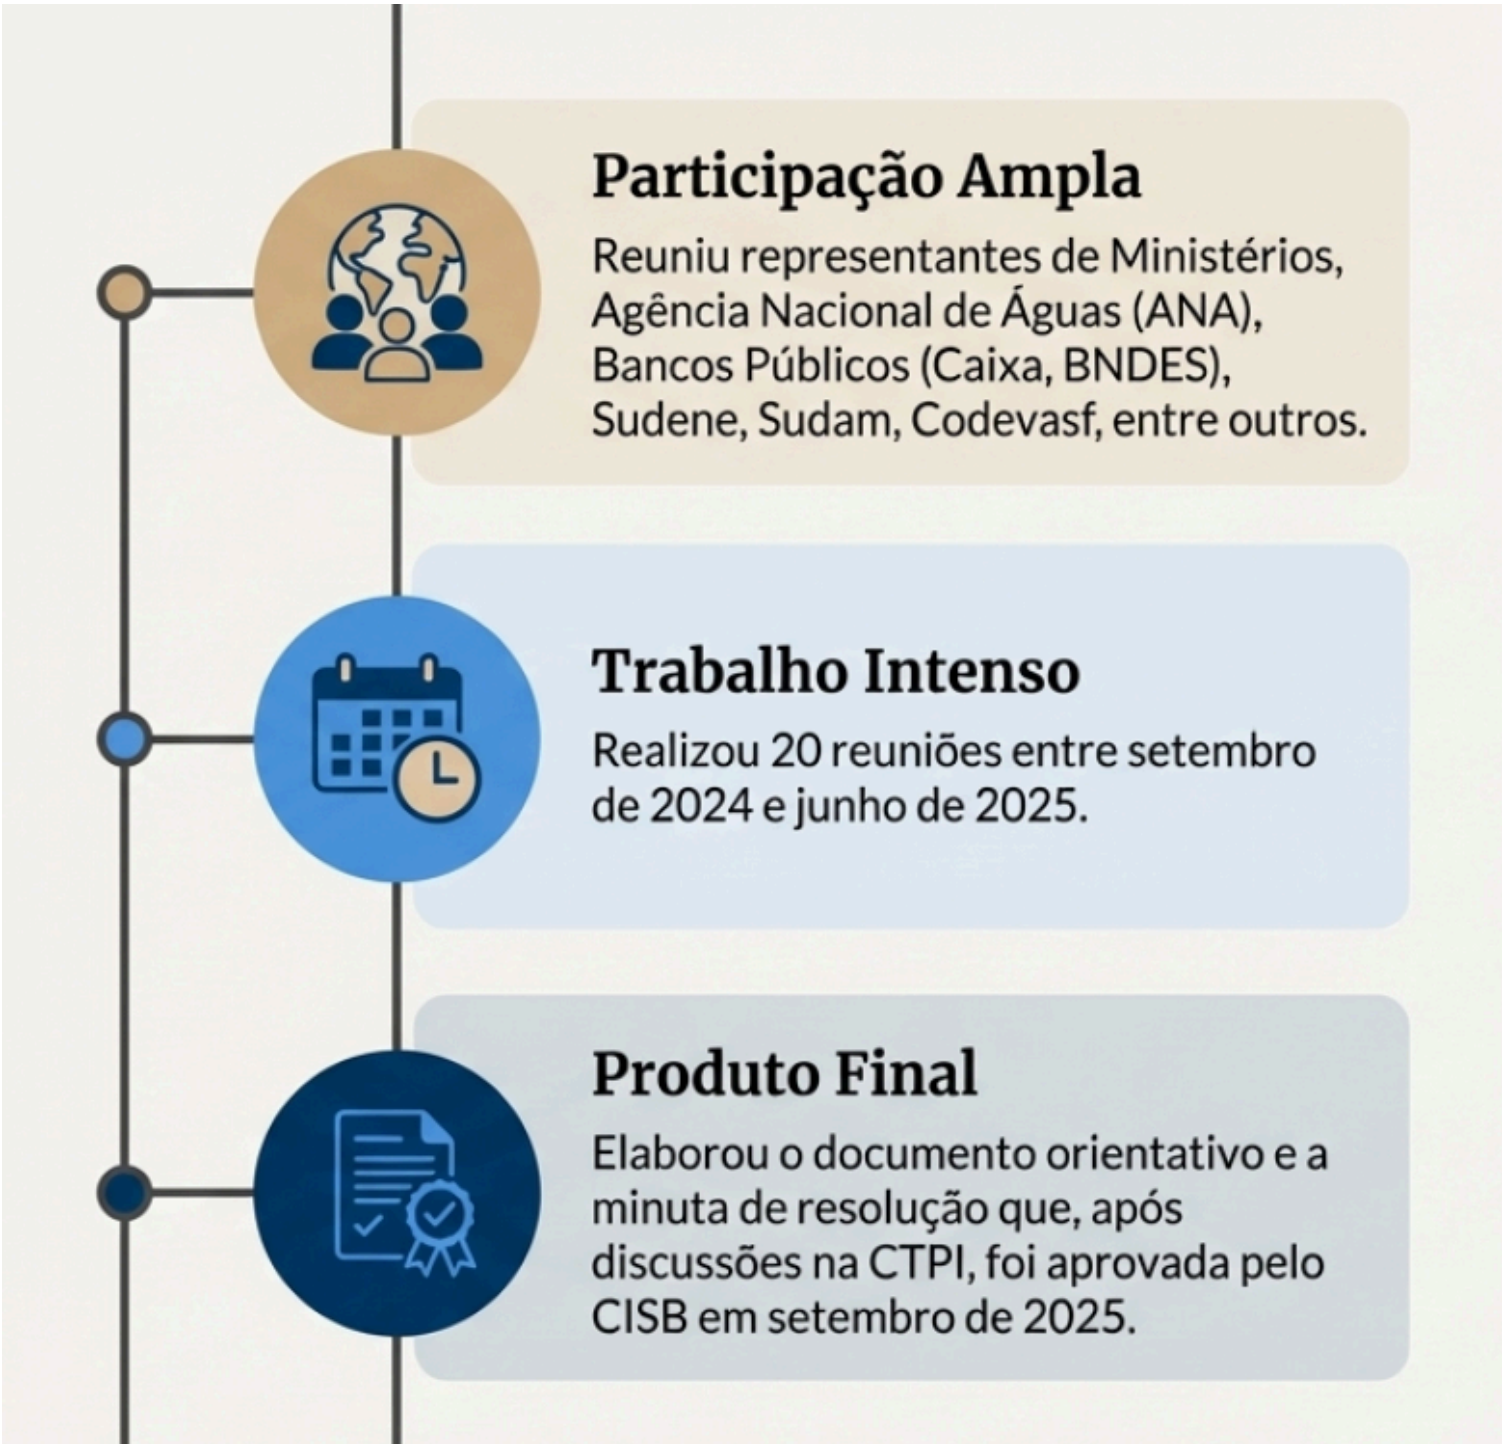 Participação Ampla
Reuniu representantes de Ministérios,
Agência Nacional de Águas (ANA),
Bancos Públicos (Caixa, BNDES),
Sudene, Sudam, Codevasf, entre outros.
Trabalho Intenso
Realizou 20 reuniões entre setembro
de 2024 e junho de 2025.
Produto Final
Elaborou o documento orientativo e a
minuta de resolução que, após
discussões na CTPI, foi aprovada pelo
CISB em setembro de 2025.